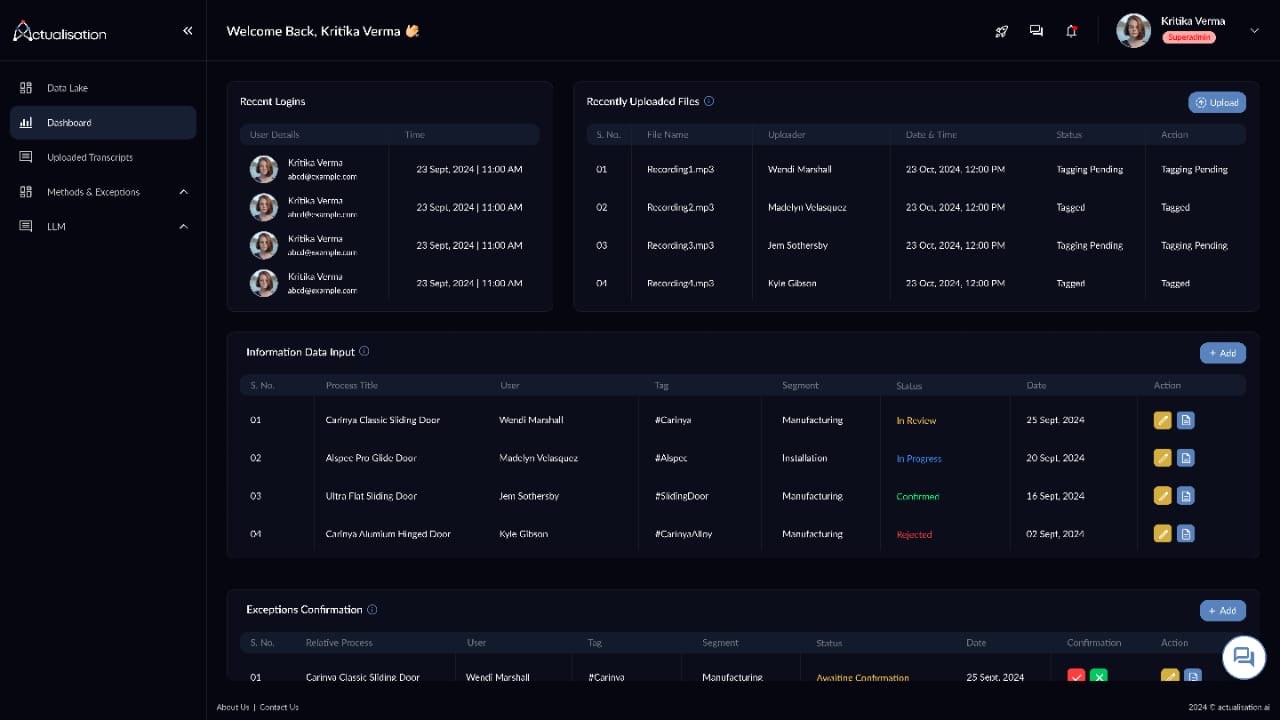 Actualisation
Welcome Back, Kritika Verma
Kritika Verma
Superadmin
Data Lake
Dashboard
Uploaded Transcripts
Methods & Exceptions
LLM
Recent Logins
User Details Time
Kritika Verma
abcd@example.com
23 Sept, 2024 | 11:00 AM
Kritika Verma
abcd@example.com
23 Sept, 2024 | 11:00 AM
Kritika Verma
abcd@example.com
23 Sept, 2024 | 11:00 AM
Kritika Verma
abcd@example.com
23 Sept, 2024 | 11:00 AM
Recently Uploaded Files
Upload
S. No. File Name Uploader Date & Time Status Action
01 Recording1.mp3 Wendi Marshall 23 Oct, 2024, 12:00 PM Tagging Pending Tagging Pending
02 Recording2.mp3 Madelyn Velasquez 23 Oct, 2024, 12:00 PM Tagged Tagged
03 Recording3.mp3 Jem Sothersby 23 Oct, 2024, 12:00 PM Tagging Pending Tagging Pending
04 Recording4.mp3 Kyle Gibson 23 Oct, 2024, 12:00 PM Tagged Tagged
Information Data Input
+ Add
S. No. Process Title User Tag Segment Status Date Action
01 Carinya Classic Sliding Door Wendi Marshall #Carinya Manufacturing In Review 25 Sept, 2024
02 Alspec Pro Glide Door Madelyn Velasquez #Alspec Installation In Progress 20 Sept, 2024
03 Ultra Flat Sliding Door Jem Sothersby #SlidingDoor Manufacturing Confirmed 16 Sept, 2024
04 Carinya Alumium Hinged Door Kyle Gibson #CarinyaAlloy Manufacturing Rejected 02 Sept, 2024
Exceptions Confirmation
+ Add
S. No. Relative Process User Tag Segment Status Date Confirmation Action
01 Carinya Classic Sliding Door Wendi Marshall #Carinya Manufacturing Awaiting Confirmation 25 Sept, 2024
About Us | Contact Us
2024 © actualisation.ai